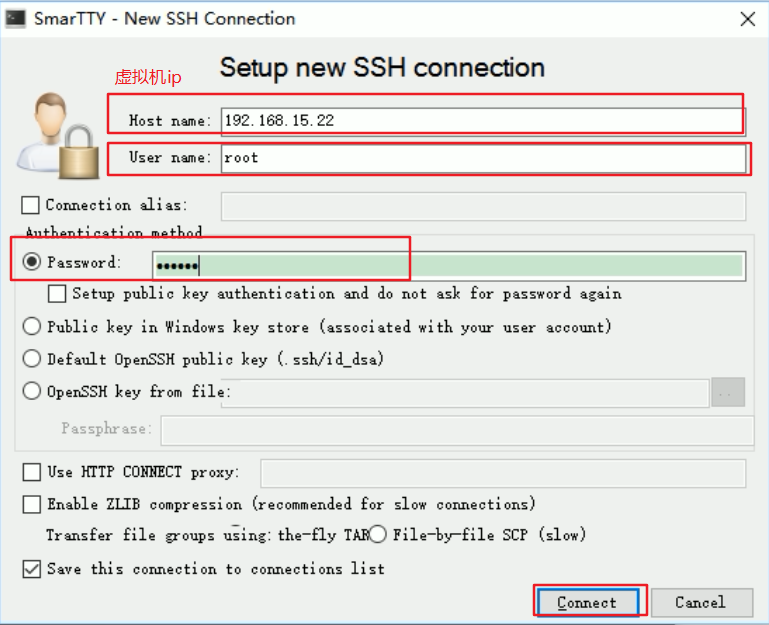 SmarTTY - New SSH Connection
虚拟机ip
Setup new SSH connection
Host name: 192.168.15.22
User name: root
Connection alias:
Authentication method
Password: ••••••
Setup public key authentication and do not ask for password again
Public key in Windows key store (associated with your user account)
Default OpenSSH public key (.ssh/id_dsa)
OpenSSH key from file: ..
Passphrase:
Use HTTP CONNECT proxy:
Enable ZLIB compression (recommended for slow connections)
Transfer file groups using: the-fly TAR File-by-file SCP (slow)
Save this connection to connections list
Connect Cancel